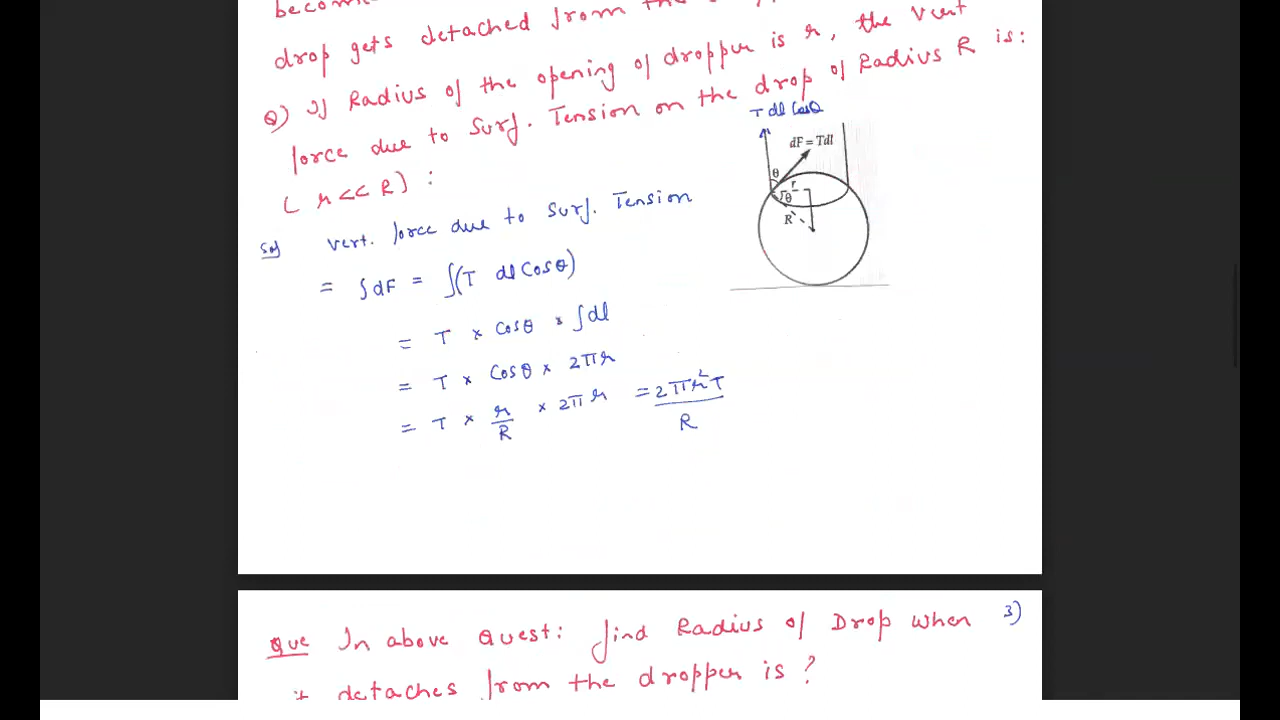 becom
drop gets detached from the
Q) If Radius of the opening of dropper is r, the vert
force due to Surf. Tension on the drop of Radius R is:
( r << R) :
T dl Cosθ
dF = Tdl
θ
r
θ
R
Sol Vert. force due to Surf. Tension
= ∫dF = ∫(T dl Cosθ)
= T × Cosθ × ∫dl
= T × Cosθ × 2πr
= T × r/R × 2πr = 2πr²T/R
Que In above Quest: find Radius of Drop when 3)
it detaches from the dropper is ?